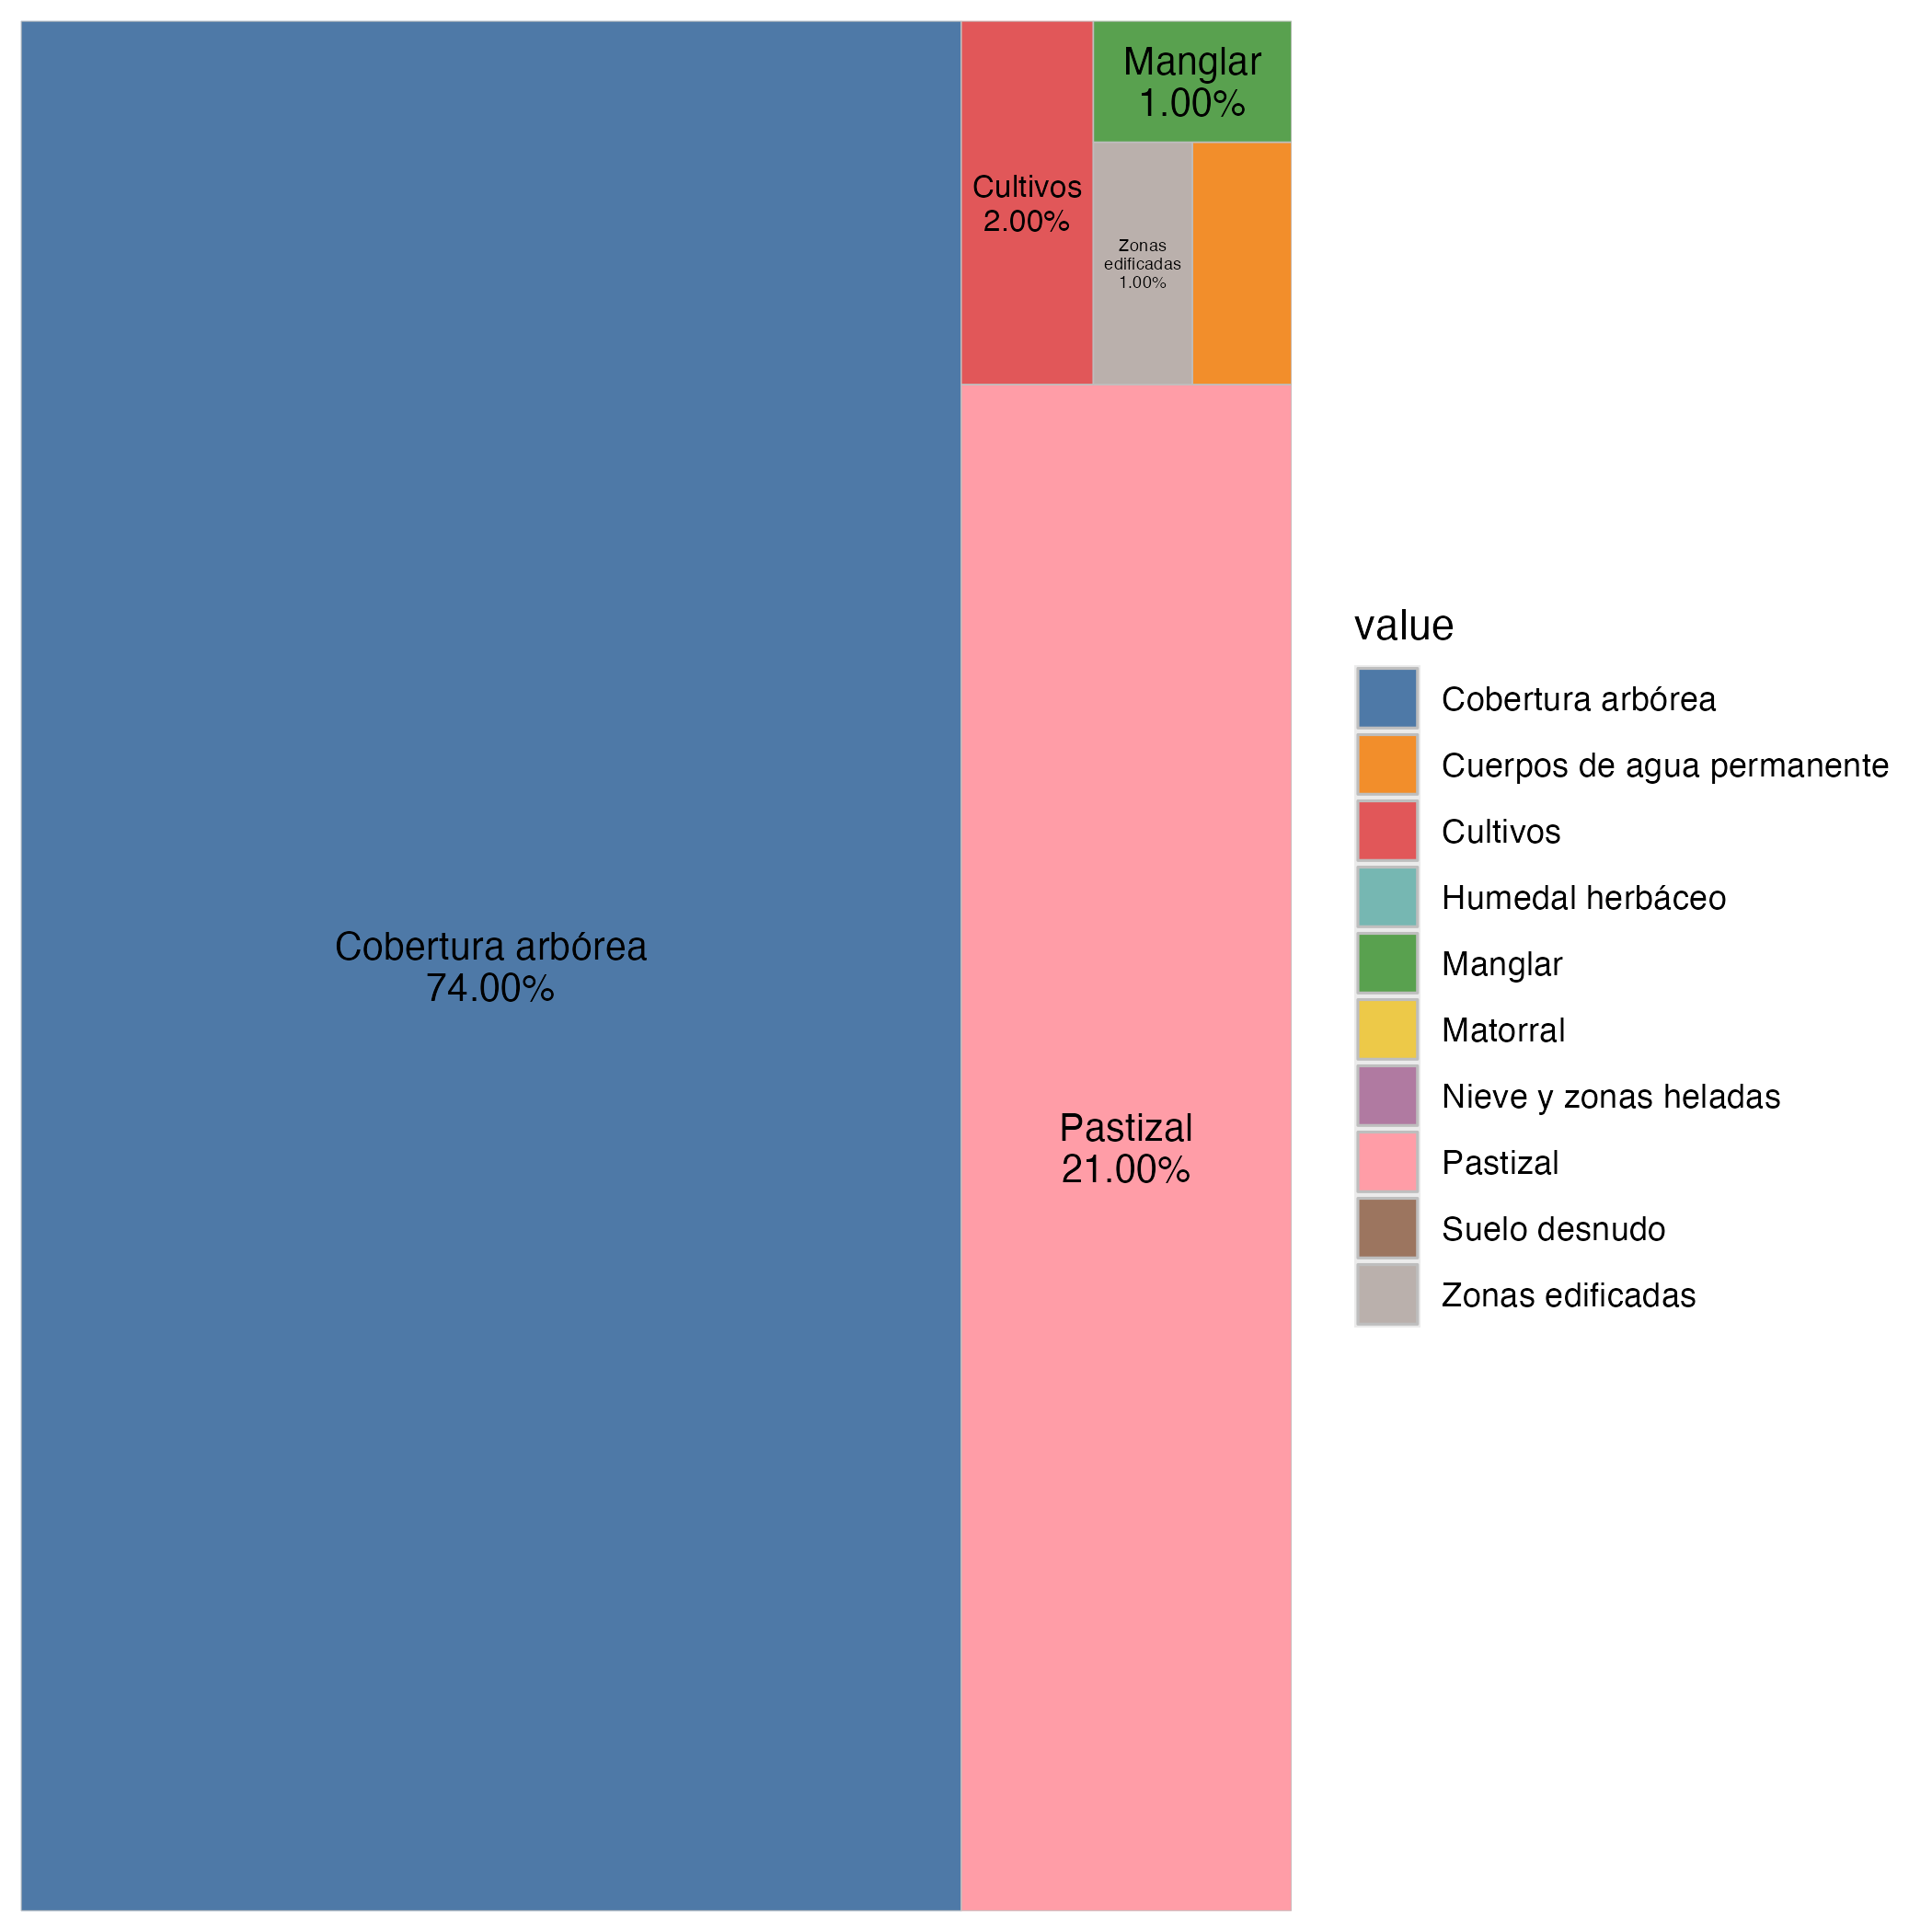 Manglar
1.00%
Cultivos
2.00%
Zonas
edificadas
1.00%
Cobertura arbórea
74.00%
Pastizal
21.00%
value
Cobertura arbórea
Cuerpos de agua permanente
Cultivos
Humedal herbáceo
Manglar
Matorral
Nieve y zonas heladas
Pastizal
Suelo desnudo
Zonas edificadas